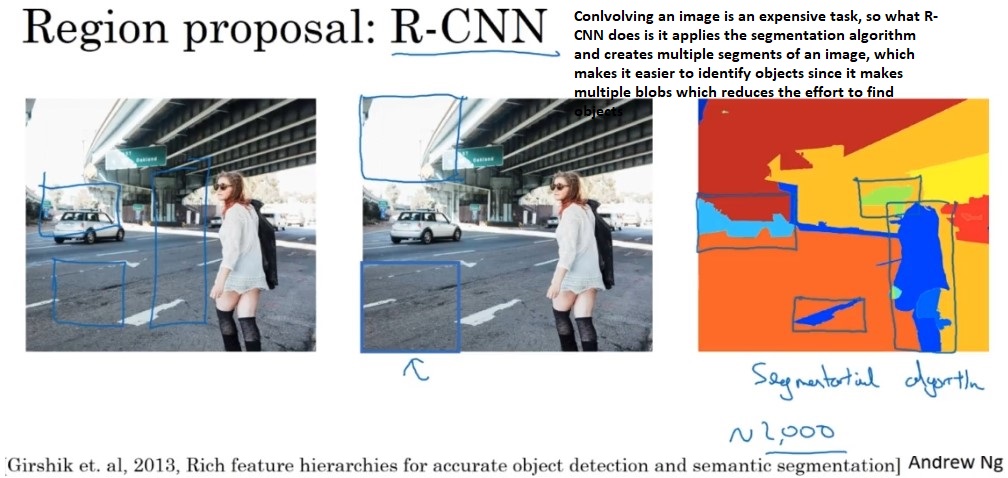 Region proposal: R-CNN
Conlvolving an image is an expensive task, so what R-
CNN does is it applies the segmentation algorithm
and creates multiple segments of an image, which
makes it easier to identify objects since it makes
multiple blobs which reduces the effort to find
objects
Oakland
Oakland
Segmentation algorithm
~2,000
[Girshik et. al, 2013, Rich feature hierarchies for accurate object detection and semantic segmentation] Andrew Ng